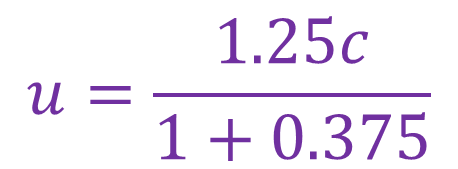 u = 1.25c / 1 + 0.375